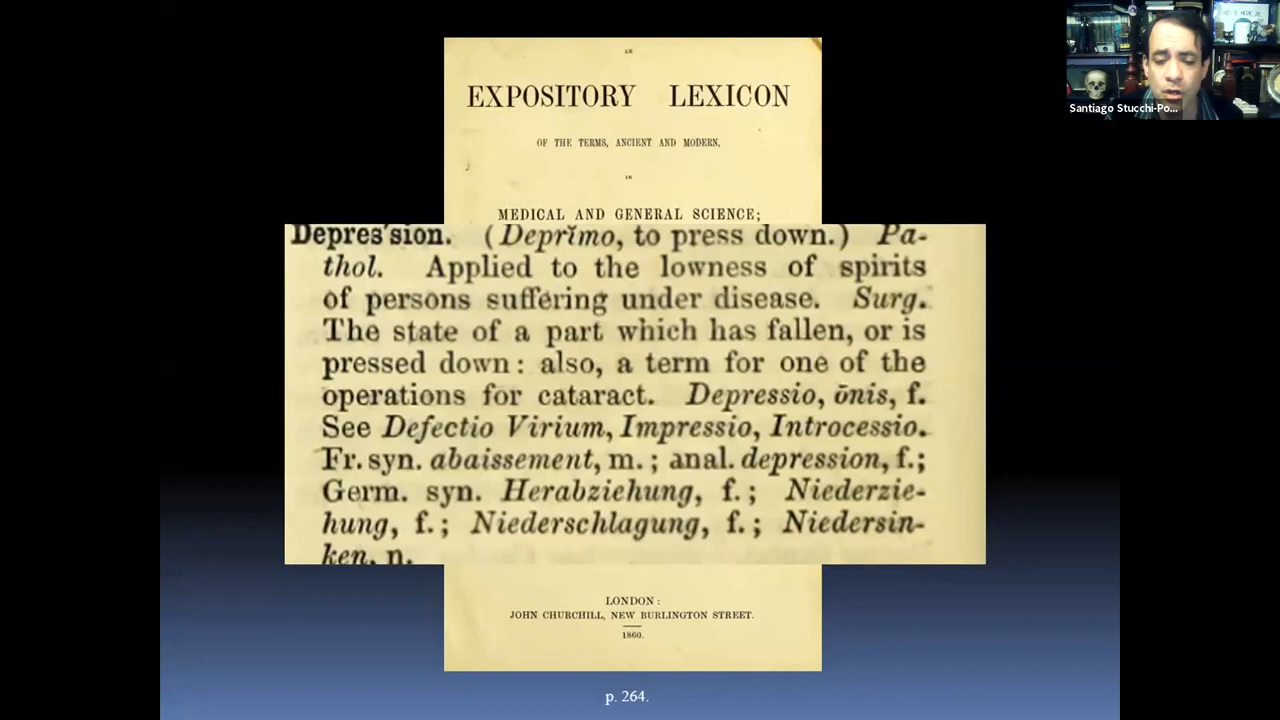 AN
EXPOSITORY LEXICON
OF THE TERMS, ANCIENT AND MODERN,
IN
MEDICAL AND GENERAL SCIENCE;
Depres'sion. (Deprĭmo, to press down.) Pa-
thol. Applied to the lowness of spirits
of persons suffering under disease. Surg.
The state of a part which has fallen, or is
pressed down: also, a term for one of the
operations for cataract. Depressio, ōnis, f.
See Defectio Virium, Impressio, Introcessio.
Fr. syn. abaissement, m.; anal. depression, f.;
Germ. syn. Herabziehung, f.; Niederzie-
hung, f.; Niederschlagung, f.; Niedersin-
ken, n.
LONDON:
JOHN CHURCHILL, NEW BURLINGTON STREET.
1860.
p. 264.
Santiago Stucchi-Po...